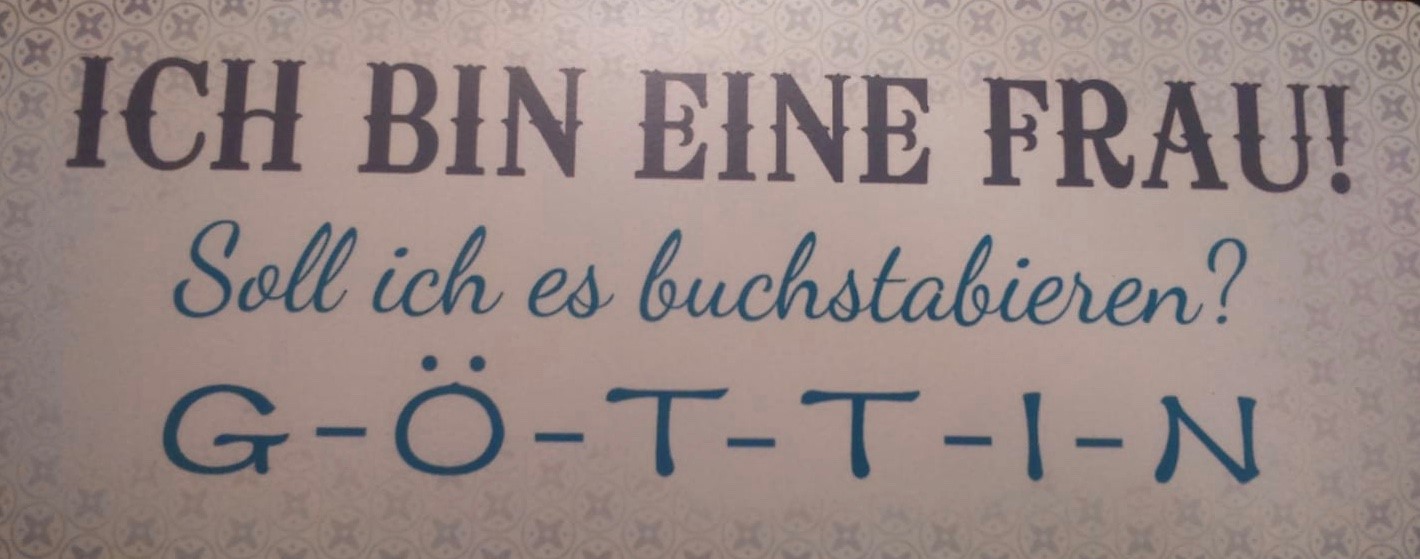 ICH BIN EINE FRAU!
Soll ich es buchstabieren?
G-Ö-T-T-I-N